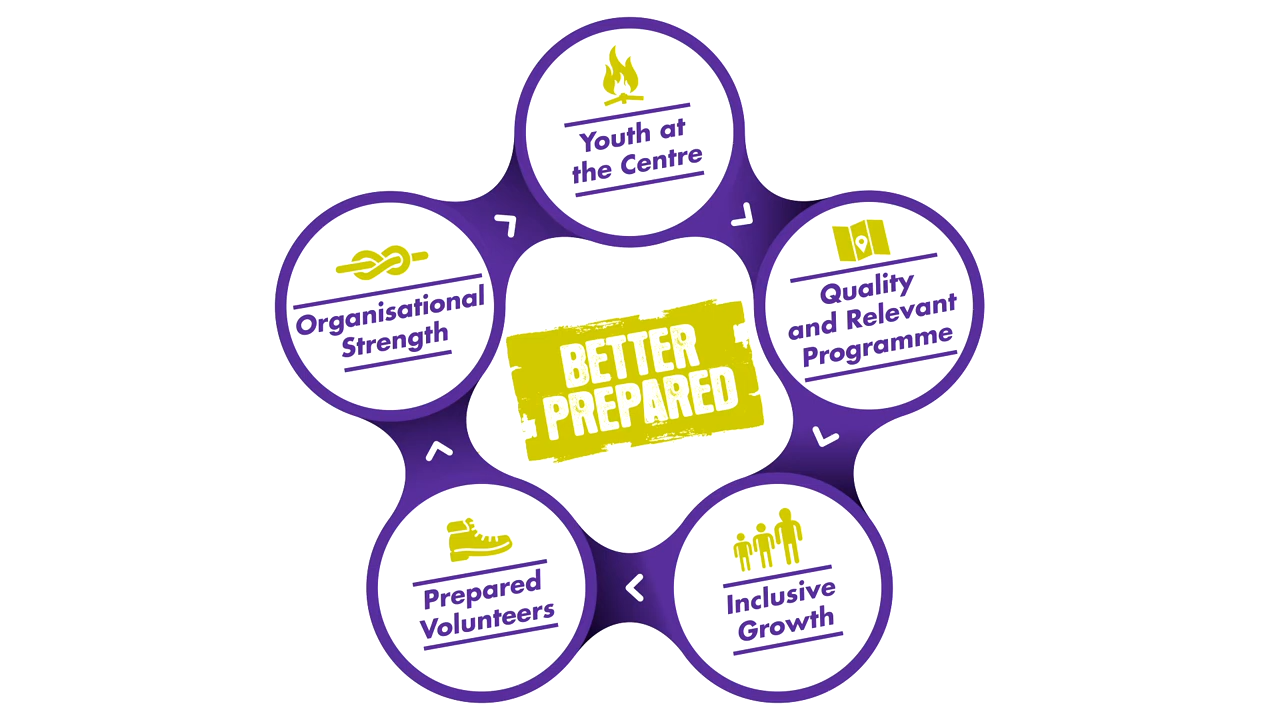 Youth at
the Centre
Quality
and Relevant
Programme
Inclusive
Growth
Prepared
Volunteers
Organisational
Strength
BETTER
PREPARED